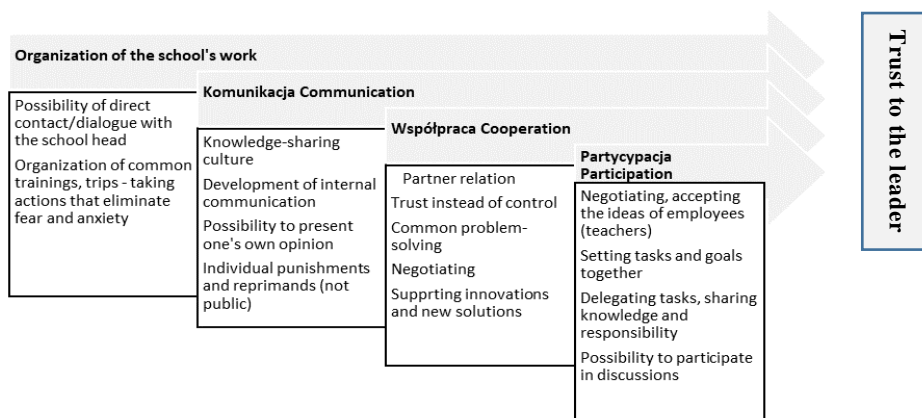 Organization of the school's work
Possibility of direct
contact/dialogue with
the school head
Organization of common
trainings, trips - taking
actions that eliminate
fear and anxiety
Komunikacja Communication
Knowledge-sharing
culture
Development of internal
communication
Possibility to present
one's own opinion
Individual punishments
and reprimands (not
public)
Współpraca Cooperation
Partner relation
Trust instead of control
Common problem-
solving
Negotiating
Supprting innovations
and new solutions
Partycypacja
Participation
Negotiating, accepting
the ideas of employees
(teachers)
Setting tasks and goals
together
Delegating tasks, sharing
knowledge and
responsibility
Possibility to participate
in discussions
Trust to the leader